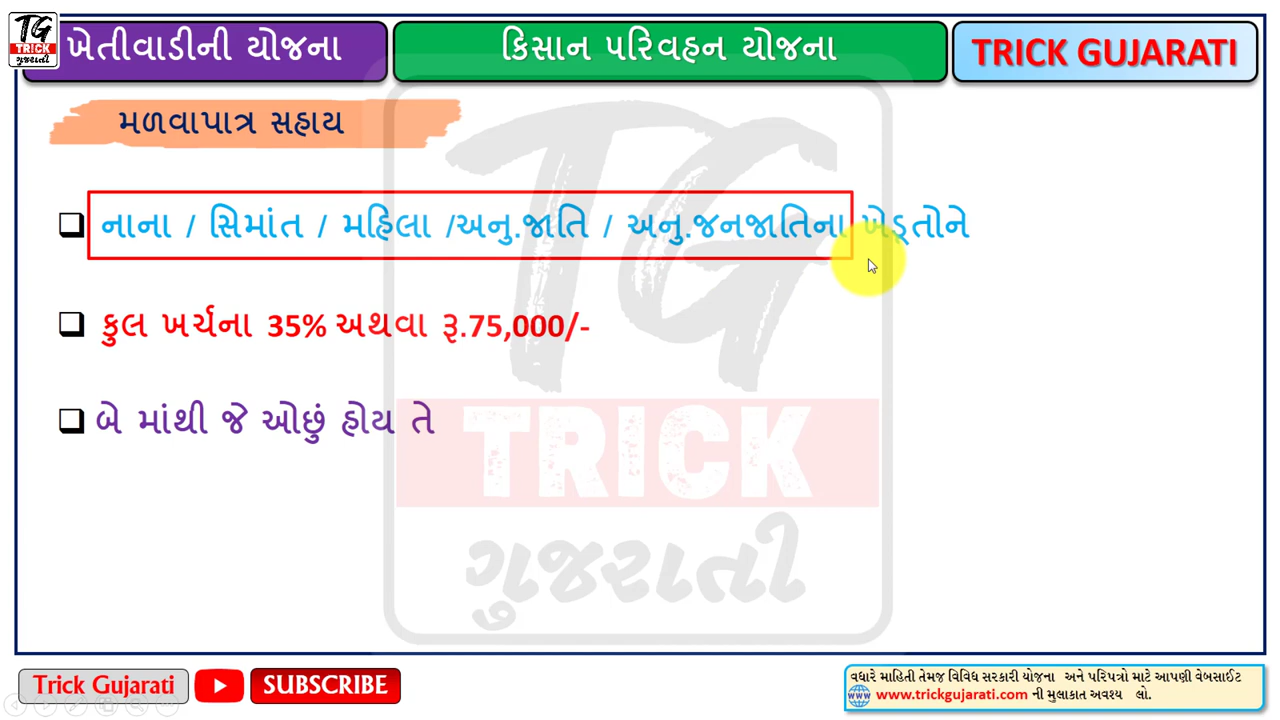 TG
TRICK
ગુજરાતી
ખેતીવાડીની યોજના
કિસાન પરિવહન યોજના
TRICK GUJARATI
મળવાપાત્ર સહાય
નાના / સિમાંત / મહિલા /અનુ.જાતિ / અનુ.જનજાતિના ખેડૂતોને
કુલ ખર્ચના 35% અથવા રૂ.75,000/-
બે માંથી જે ઓછું હોય તે
TG
TRICK
ગુજરાતી
Trick Gujarati
SUBSCRIBE
વધારે માહિતી તેમજ વિવિધ સરકારી યોજના અને પરિપત્રો માટે આપણી વેબસાઈટ
www.trickgujarati.com ની મુલાકાત અવશ્ય લો.